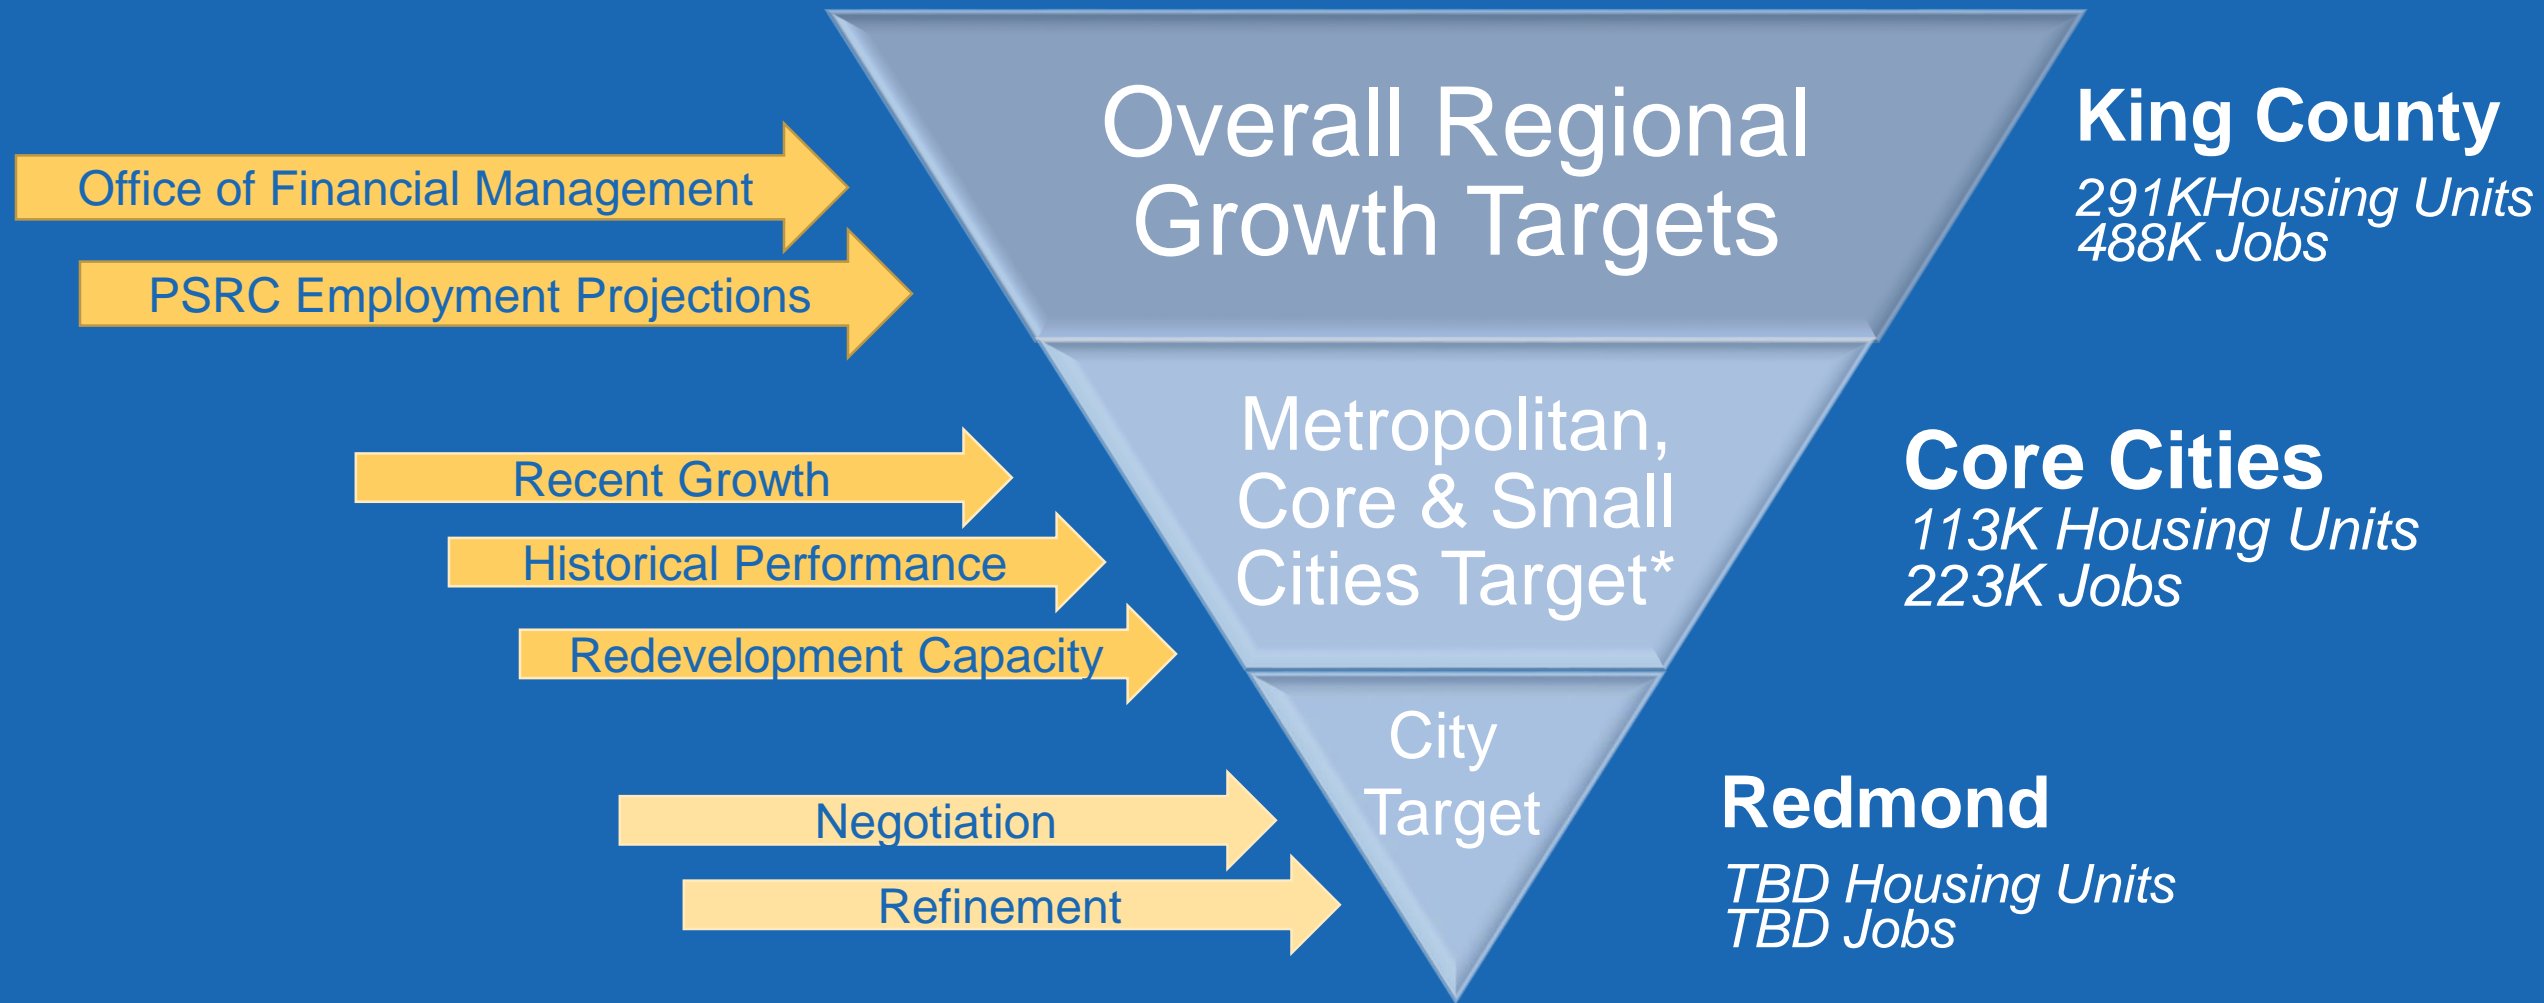 Office of Financial Management
PSRC Employment Projections
Overall Regional
Growth Targets
King County
291KHousing Units
488K Jobs
Recent Growth
Historical Performance
Redevelopment Capacity
Metropolitan,
Core & Small
Cities Target*
Core Cities
113K Housing Units
223K Jobs
Negotiation
Refinement
City
Target
Redmond
TBD Housing Units
TBD Jobs